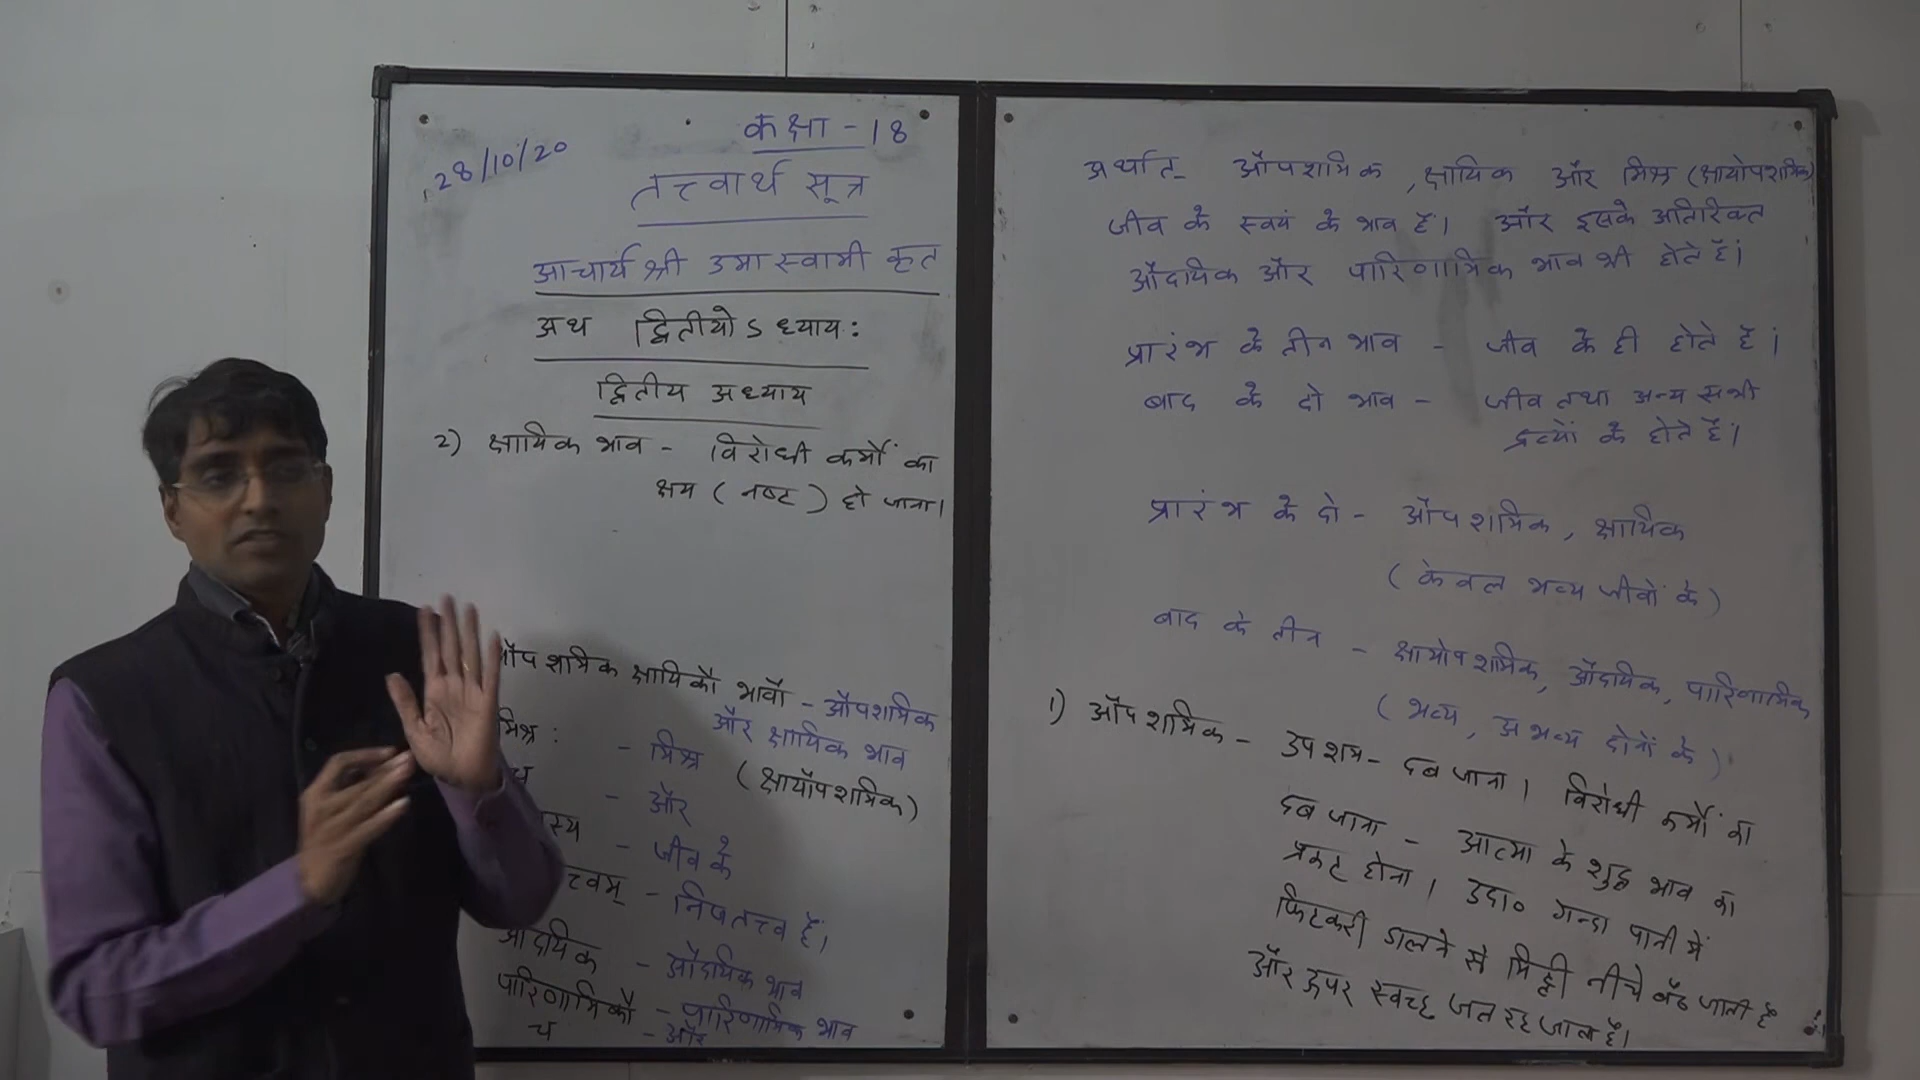 28/10/20
कक्षा - 18
तत्त्वार्थ सूत्र
आचार्य श्री उमास्वामी कृत
अथ द्वितीयोऽध्याय:
द्वितीय अध्याय
2) क्षायिक भाव - विरोधी कर्मों का
क्षय ( नष्ट ) हो जाना।
औपशमिक क्षायिकौ भावौ - औपशमिक
और क्षायिक भाव
मिश्र: - मिश्र (क्षायोपशमिक)
च - और
- जीव के
- निजतत्त्व हैं।
औदयिक - औदयिक भाव
पारिणामिकौ - पारिणामिक भाव
च - और
अर्थात - औपशमिक , क्षायिक और मिश्र (क्षायोपशमिक)
जीव के स्वयं के भाव हैं। और इसके अतिरिक्त
औदयिक और पारिणामिक भाव भी होते हैं।
प्रारंभ के तीन भाव - जीव के ही होते हैं।
बाद के दो भाव - जीव तथा अन्य सभी
द्रव्यों के होते हैं।
प्रारंभ के दो - औपशमिक , क्षायिक
( केवल भव्य जीवों के )
बाद के तीन - क्षायोपशमिक, औदयिक, पारिणामिक
( भव्य , अभव्य दोनों के )
1) औपशमिक - उपशम - दब जाना। विरोधी कर्मों का
दब जाना - आत्मा के शुद्ध भाव का
प्रकट होना। उदा० गन्दा पानी में
फिटकरी डालने से मिट्टी नीचे बैठ जाती है
और ऊपर स्वच्छ जल रह जाता है।